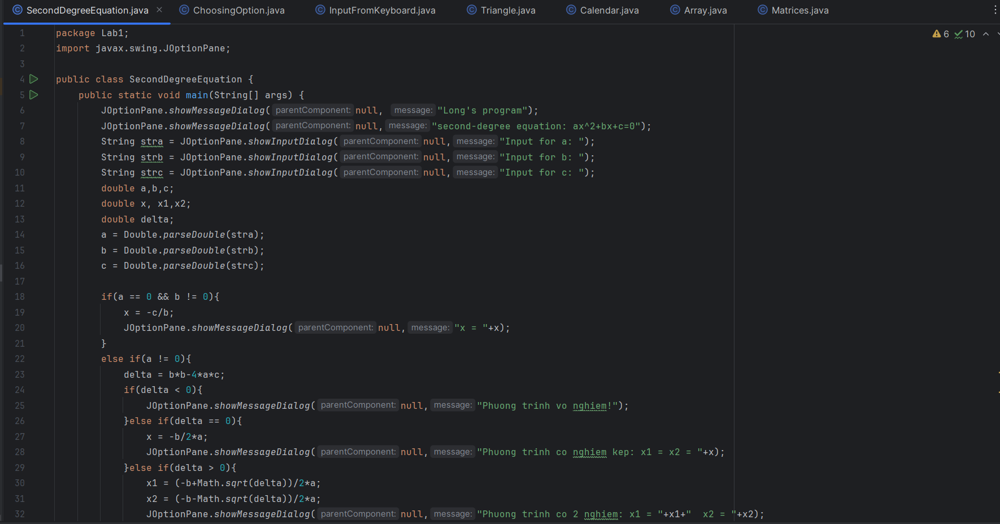 SecondDegreeEquation.java × ChoosingOption.java InputFromKeyboard.java Triangle.java Calendar.java Array.java Matrices.java
6 10
1 package Lab1;
2 import javax.swing.JOptionPane;
3
4 public class SecondDegreeEquation {
5 public static void main(String[] args) {
6 JOptionPane.showMessageDialog( parentComponent: null, message: "Long's program");
7 JOptionPane.showMessageDialog( parentComponent: null, message: "second-degree equation: ax^2+bx+c=0");
8 String stra = JOptionPane.showInputDialog( parentComponent: null, message: "Input for a: ");
9 String strb = JOptionPane.showInputDialog( parentComponent: null, message: "Input for b: ");
10 String strc = JOptionPane.showInputDialog( parentComponent: null, message: "Input for c: ");
11 double a,b,c;
12 double x, x1,x2;
13 double delta;
14 a = Double.parseDouble(stra);
15 b = Double.parseDouble(strb);
16 c = Double.parseDouble(strc);
17
18 if(a == 0 && b != 0){
19 x = -c/b;
20 JOptionPane.showMessageDialog( parentComponent: null, message: "x = "+x);
21 }
22 else if(a != 0){
23 delta = b*b-4*a*c;
24 if(delta < 0){
25 JOptionPane.showMessageDialog( parentComponent: null, message: "Phuong trinh vo nghiem!");
26 }else if(delta == 0){
27 x = -b/2*a;
28 JOptionPane.showMessageDialog( parentComponent: null, message: "Phuong trinh co nghiem kep: x1 = x2 = "+x);
29 }else if(delta > 0){
30 x1 = (-b+Math.sqrt(delta))/2*a;
31 x2 = (-b-Math.sqrt(delta))/2*a;
32 JOptionPane.showMessageDialog( parentComponent: null, message: "Phuong trinh co 2 nghiem: x1 = "+x1+"  x2 = "+x2);